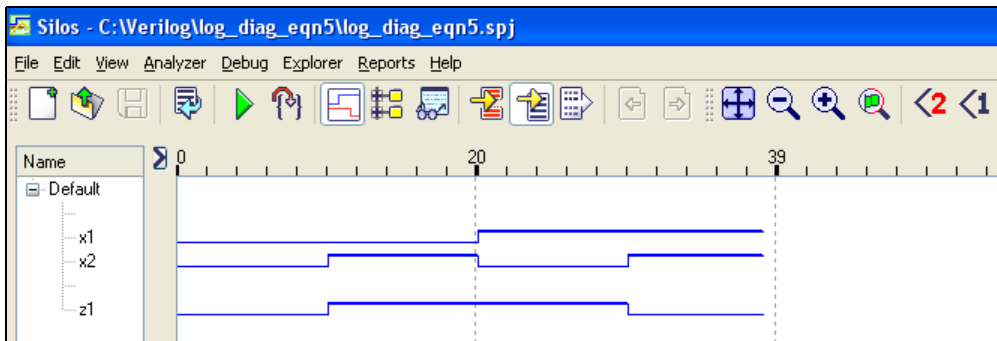 Silos - C:\Verilog\log_diag_eqn5\log_diag_eqn5.spj
File Edit View Analyzer Debug Explorer Reports Help
2 1
Name 0 20 39
Default
x1
x2
z1